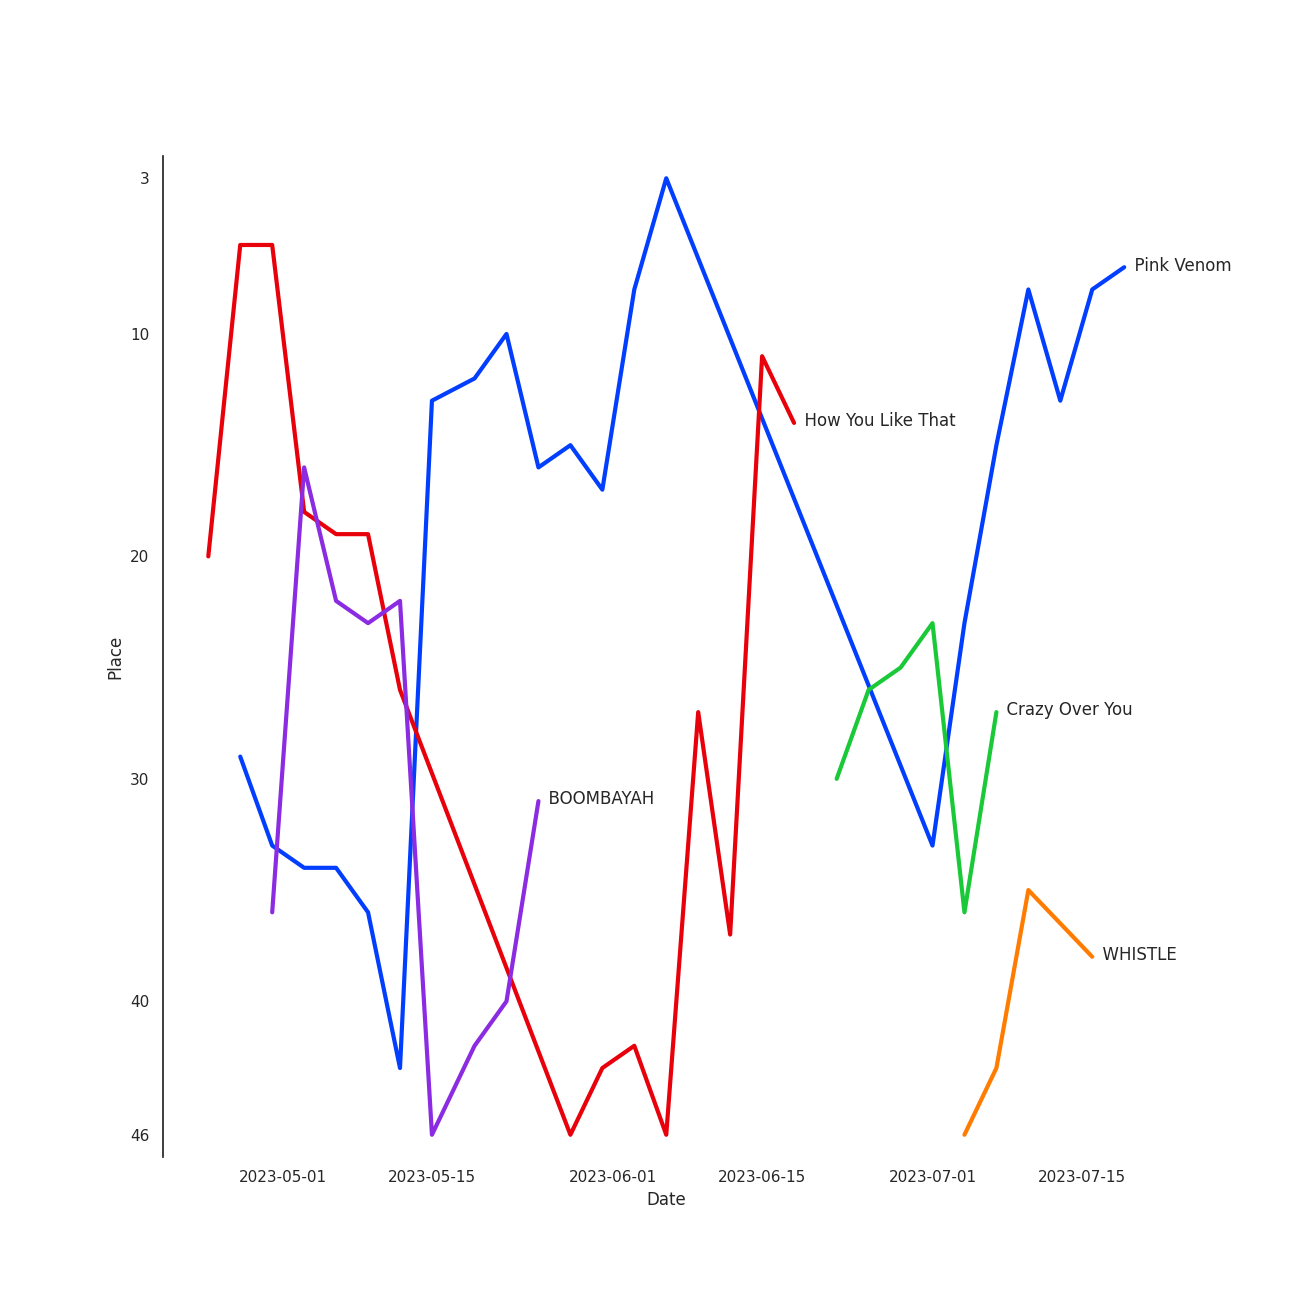 3
Pink Venom
10
How You Like That
20
Place
Crazy Over You
30
BOOMBAYAH
WHISTLE
40
46
2023-05-01 2023-05-15 2023-06-01 2023-06-15 2023-07-01 2023-07-15
Date